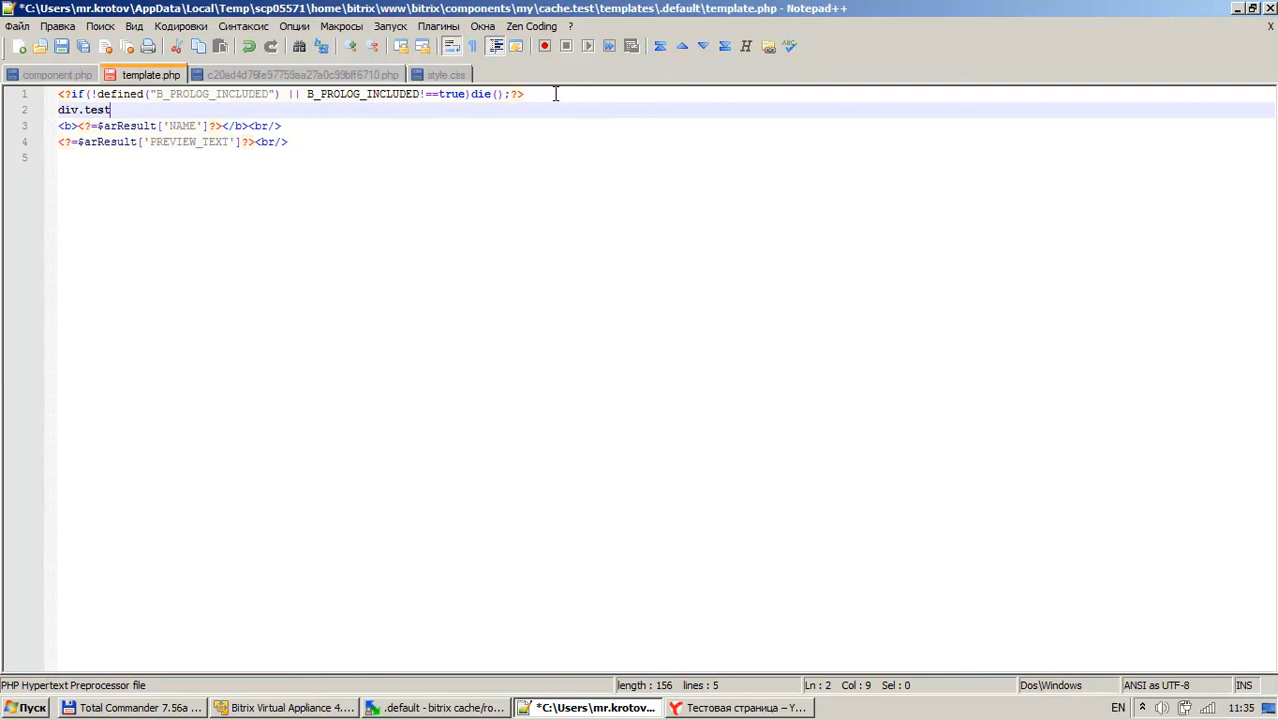 *C:\Users\mr.krotov\AppData\Local\Temp\scp05571\home\bitrix\www\bitrix\components\my\cache.test\templates\.default\template.php - Notepad++
Файл Правка Поиск Вид Кодировки Синтаксис Опции Макросы Запуск Плагины Окна Zen Coding ? X
component.php template.php c20ad4d76fe97759aa27a0c99bff6710.php style.css
1 <?if(!defined("B_PROLOG_INCLUDED") || B_PROLOG_INCLUDED!==true)die();?>
2 div.test
3 <b><?=$arResult['NAME']?></b><br/>
4 <?=$arResult['PREVIEW_TEXT']?><br/>
5
PHP Hypertext Preprocessor file length : 156 lines : 5 Ln : 2 Col : 9 Sel : 0 Dos\Windows ANSI as UTF-8 INS
Пуск Total Commander 7.56a ... Bitrix Virtual Appliance 4.... .default - bitrix cache/ro... *C:\Users\mr.krotov... Тестовая страница – Y... EN 11:35